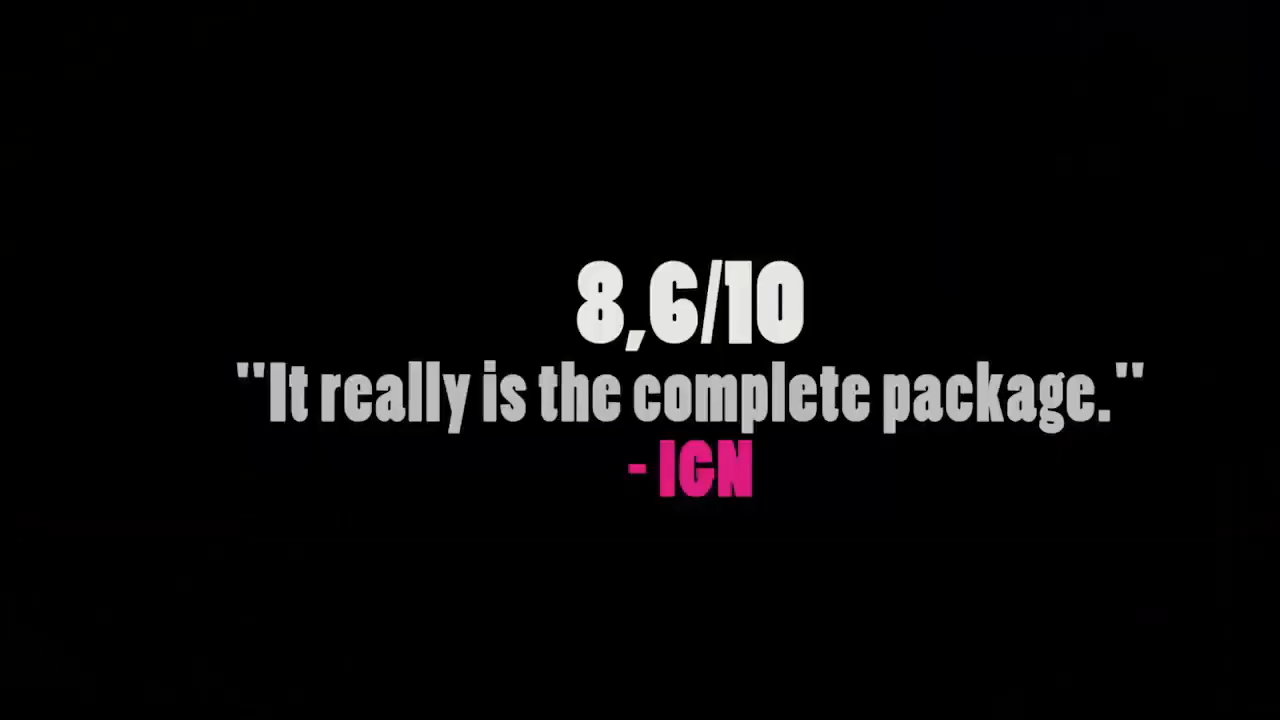 8,6/10
"It really is the complete package."
- IGN